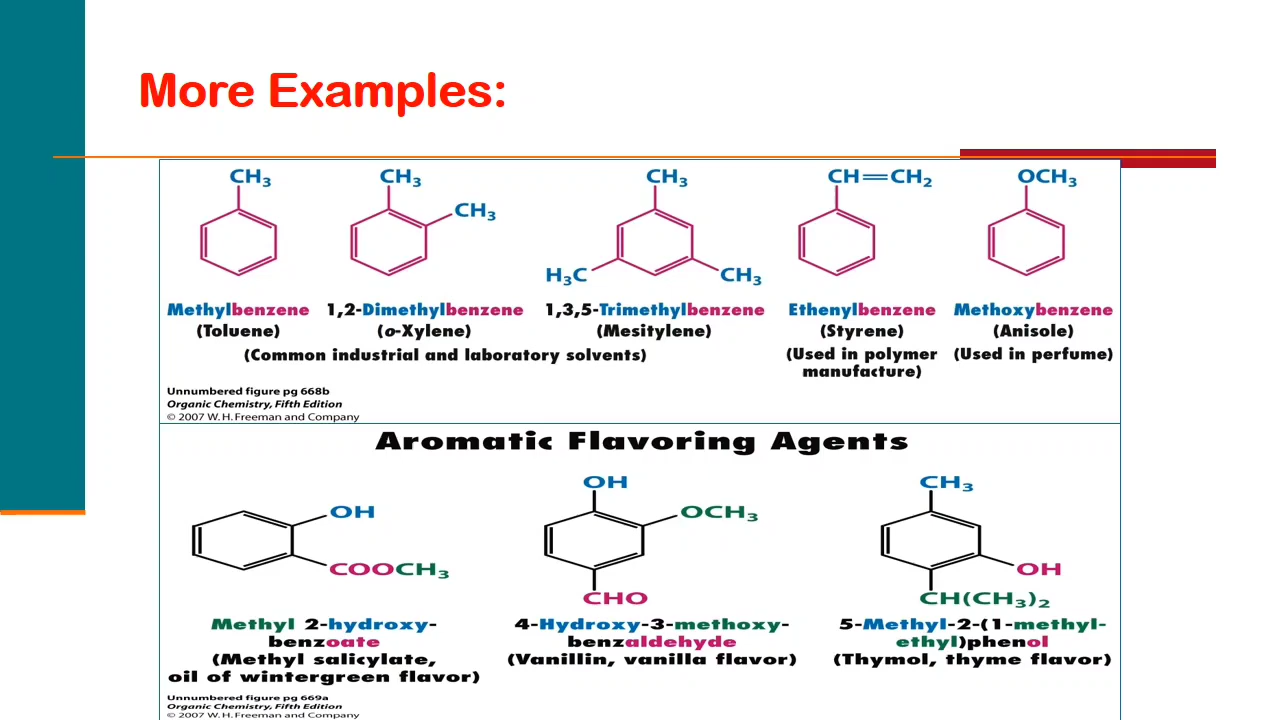 More Examples:
CH3 CH3 CH3 CH=CH2 OCH3
CH3
H3C CH3
Methylbenzene 1,2-Dimethylbenzene 1,3,5-Trimethylbenzene Ethenylbenzene Methoxybenzene
(Toluene) (o-Xylene) (Mesitylene) (Styrene) (Anisole)
(Common industrial and laboratory solvents) (Used in polymer (Used in perfume)
manufacture)
Unnumbered figure pg 668b
Organic Chemistry, Fifth Edition
© 2007 W. H. Freeman and Company
Aromatic Flavoring Agents
OH CH3
OH OCH3
COOCH3 OH
CHO CH(CH3)2
Methyl 2-hydroxy- 4-Hydroxy-3-methoxy- 5-Methyl-2-(1-methyl-
benzoate benzaldehyde ethyl)phenol
(Methyl salicylate, (Vanillin, vanilla flavor) (Thymol, thyme flavor)
oil of wintergreen flavor)
Unnumbered figure pg 669a
Organic Chemistry, Fifth Edition
© 2007 W. H. Freeman and Company